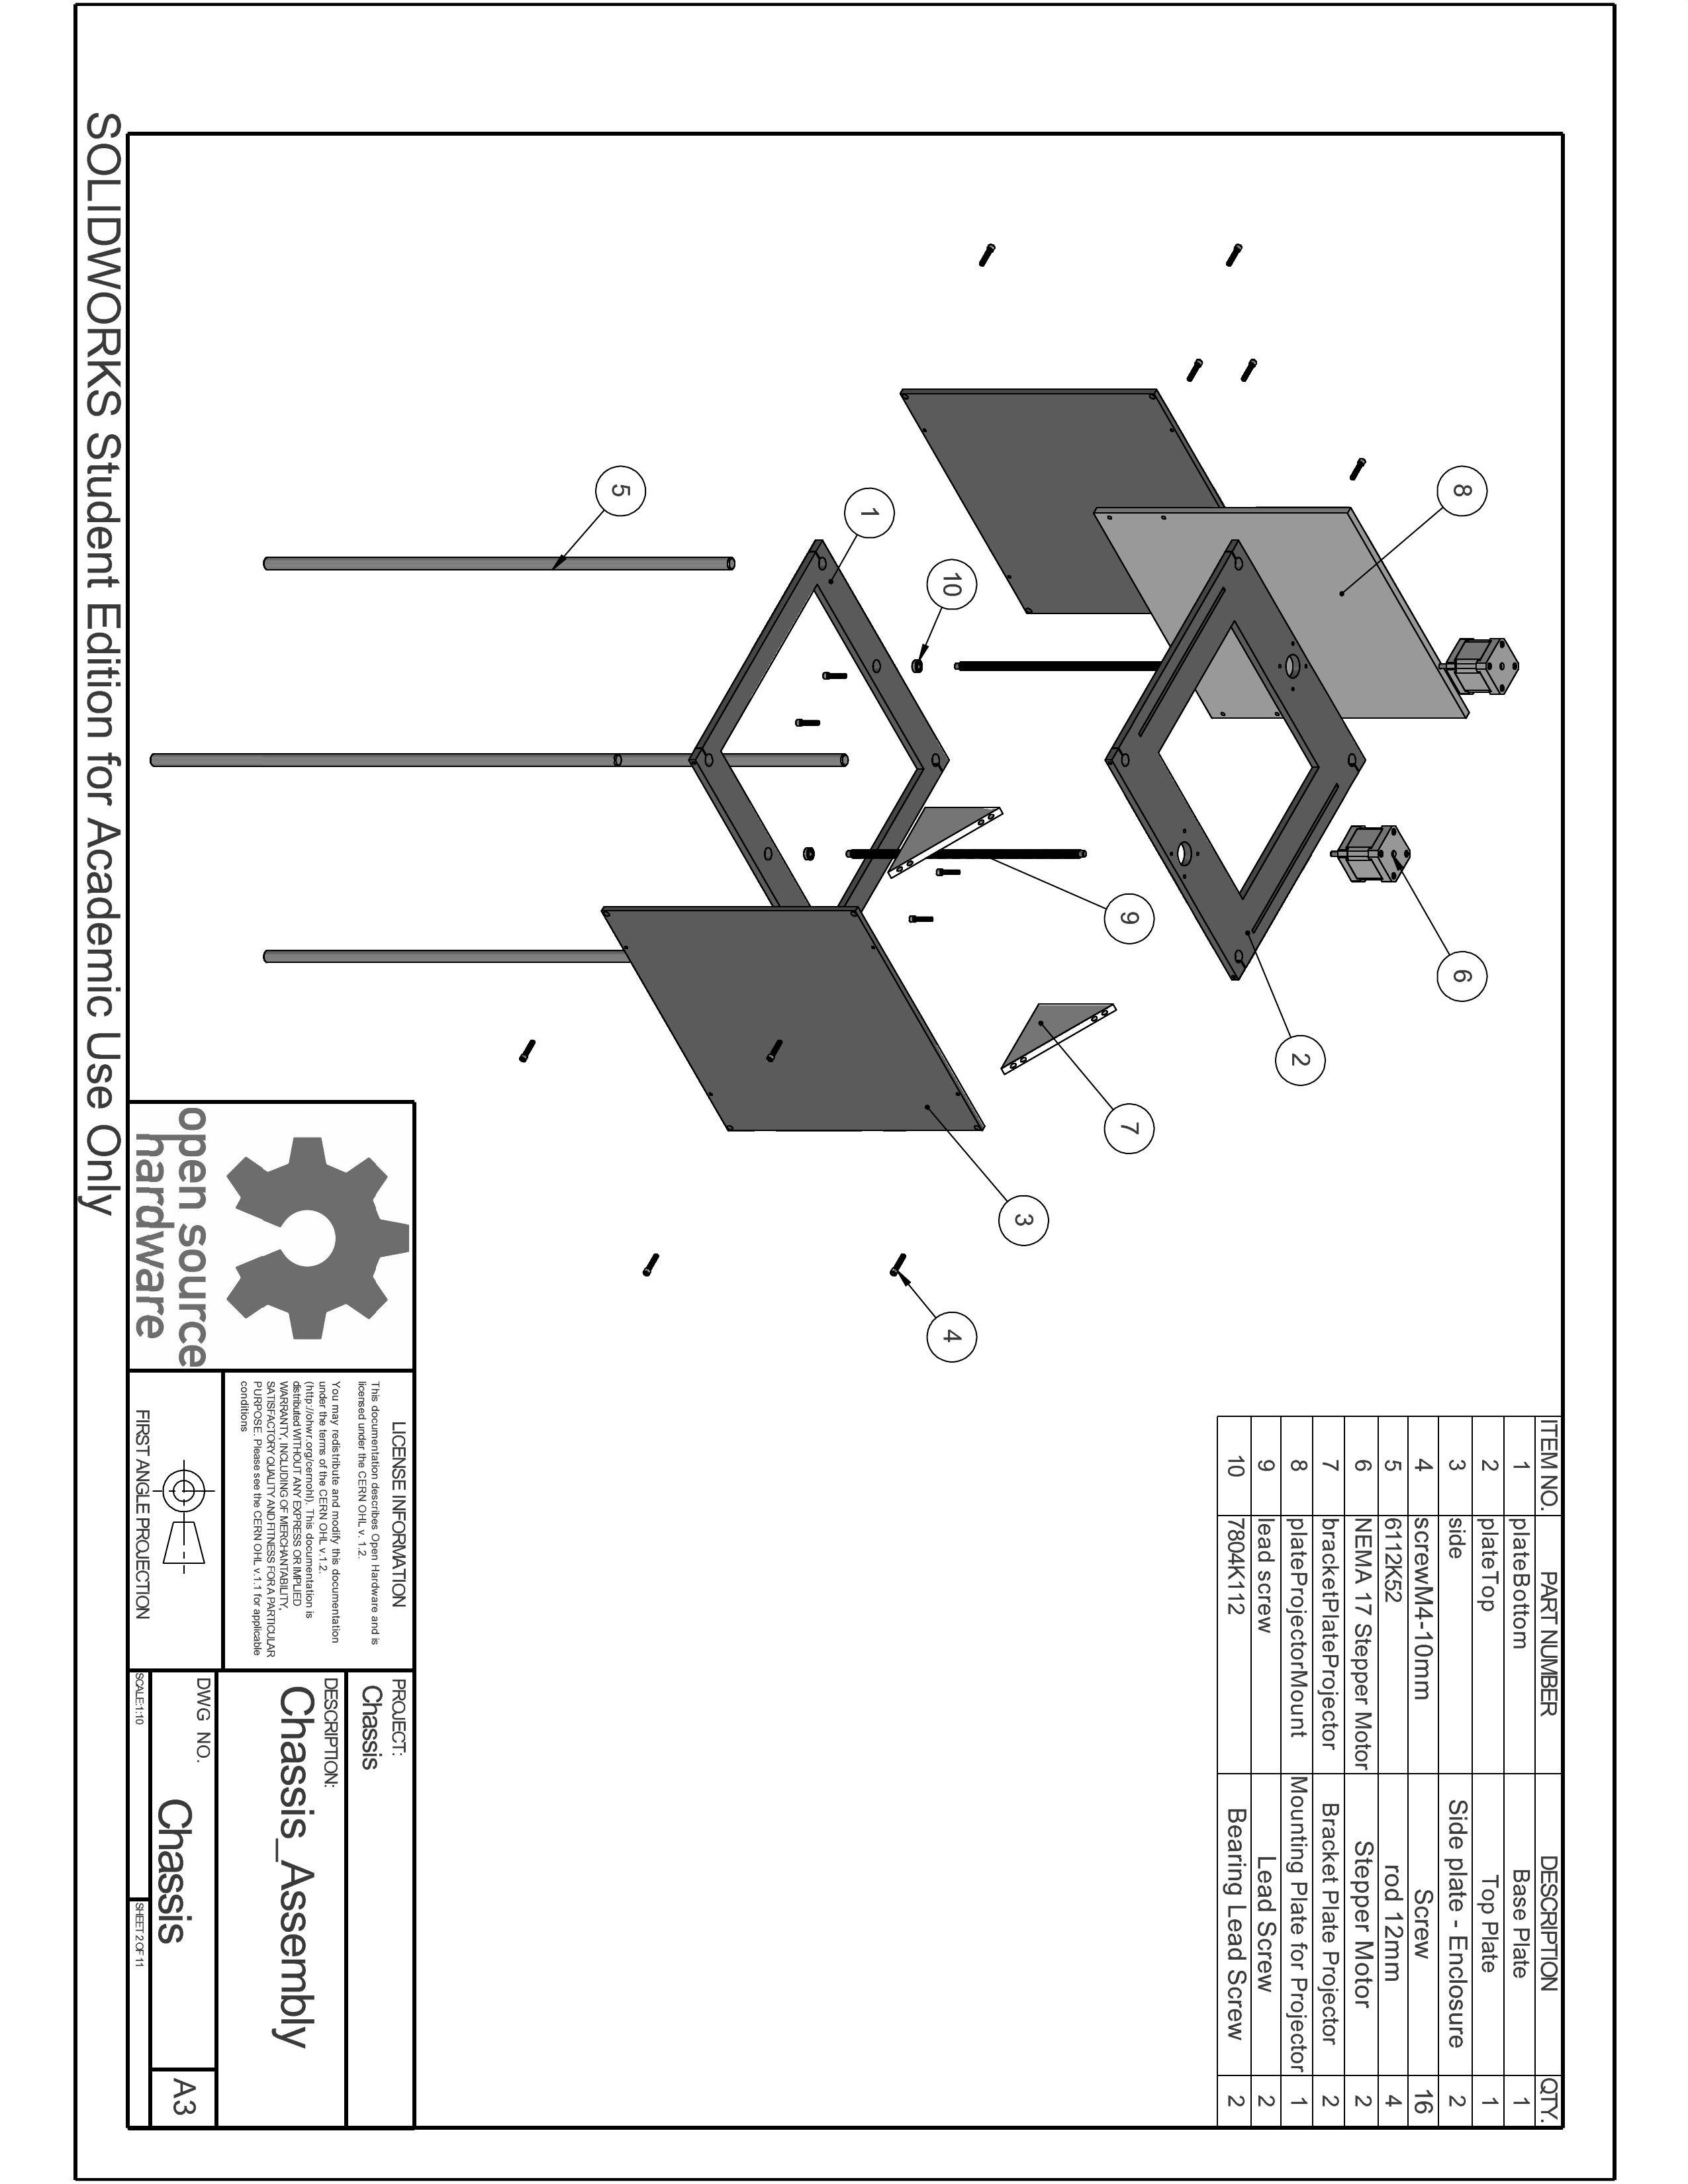 8
6
2
10
9
1
7
3
5
4
ITEM NO. PART NUMBER DESCRIPTION QTY.
1 plateBottom Base Plate 1
2 plateTop Top Plate 1
3 side Side plate - Enclosure 2
4 screwM4-10mm Screw 16
5 6112K52 rod 12mm 4
6 NEMA 17 Stepper Motor Stepper Motor 2
7 bracketPlateProjector Bracket Plate Projector 2
8 plateProjectorMount Mounting Plate for Projector 1
9 lead screw Lead Screw 2
10 7804K112 Bearing Lead Screw 2
open source
hardware
LICENSE INFORMATION
This documentation describes Open Hardware and is
licensed under the CERN OHL v. 1.2.
You may redistribute and modify this documentation
under the terms of the CERN OHL v.1.2.
(http://ohwr.org/cernohl). This documentation is
distributed WITHOUT ANY EXPRESS OR IMPLIED
WARRANTY, INCLUDING OF MERCHANTABILITY,
SATISFACTORY QUALITY AND FITNESS FOR A PARTICULAR
PURPOSE. Please see the CERN OHL v.1.1 for applicable
conditions
FIRST ANGLE PROJECTION
PROJECT:
Chassis
DESCRIPTION:
Chassis_Assembly
DWG NO.
Chassis
A3
SCALE:1:10
SHEET 2 OF 11
SOLIDWORKS Student Edition for Academic Use Only